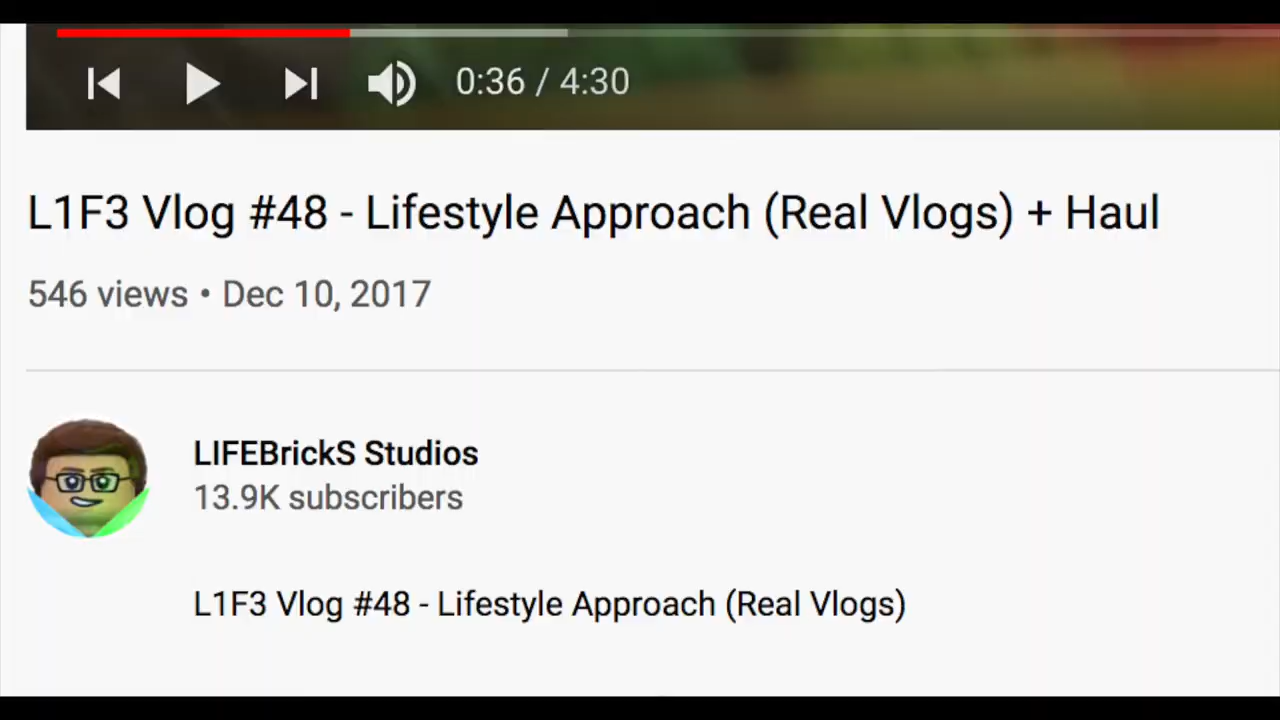 0:36 / 4:30
L1F3 Vlog #48 - Lifestyle Approach (Real Vlogs) + Haul
546 views • Dec 10, 2017
LIFEBrickS Studios
13.9K subscribers
L1F3 Vlog #48 - Lifestyle Approach (Real Vlogs)